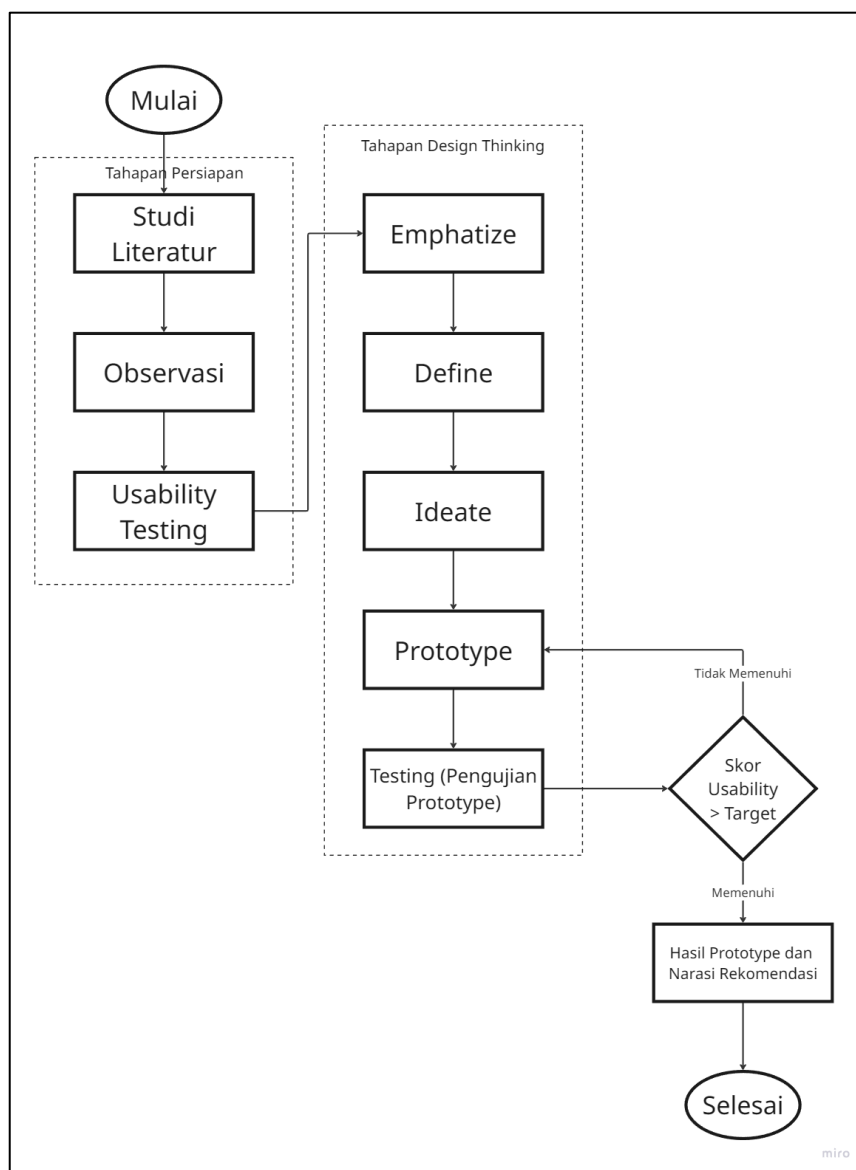 Mulai
Tahapan Persiapan
Studi
Literatur
Observasi
Usability
Testing
Tahapan Design Thinking
Emphatize
Define
Ideate
Prototype
Testing (Pengujian
Prototype)
Tidak Memenuhi
Skor
Usability
> Target
Memenuhi
Hasil Prototype dan
Narasi Rekomendasi
Selesai
miro